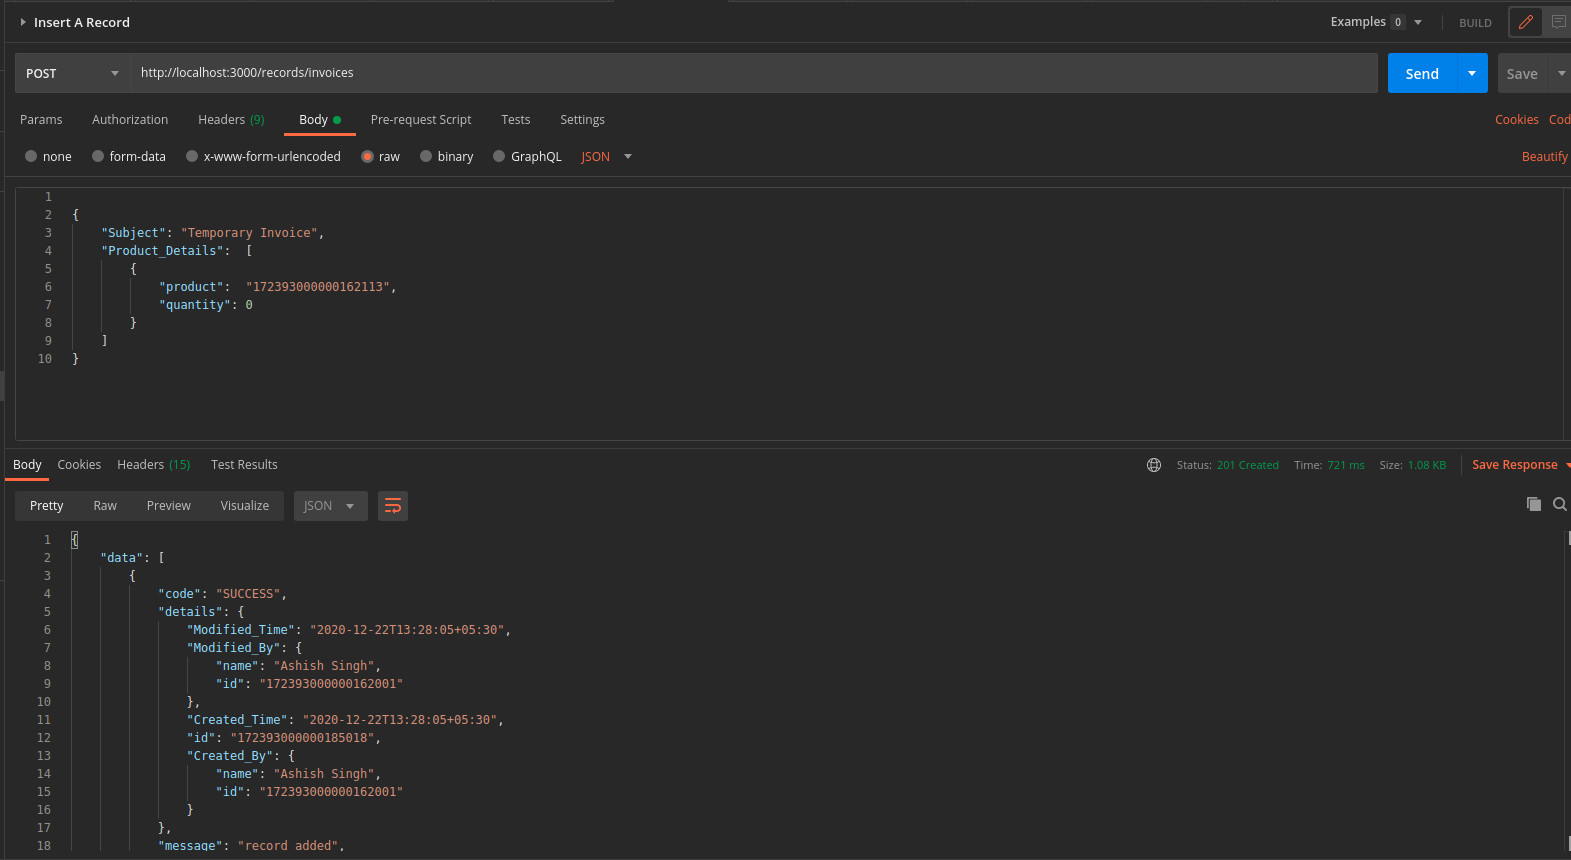 Insert A Record Examples 0 BUILD
POST http://localhost:3000/records/invoices Send Save
Params Authorization Headers (9) Body Pre-request Script Tests Settings Cookies Cod
none form-data x-www-form-urlencoded raw binary GraphQL JSON Beautify
1
2 {
3 "Subject": "Temporary Invoice",
4 "Product_Details": [
5 {
6 "product": "172393000000162113",
7 "quantity": 0
8 }
9 ]
10 }
Body Cookies Headers (15) Test Results Status: 201 Created Time: 721 ms Size: 1.08 KB Save Response
Pretty Raw Preview Visualize JSON
1 {
2 "data": [
3 {
4 "code": "SUCCESS",
5 "details": {
6 "Modified_Time": "2020-12-22T13:28:05+05:30",
7 "Modified_By": {
8 "name": "Ashish Singh",
9 "id": "172393000000162001"
10 },
11 "Created_Time": "2020-12-22T13:28:05+05:30",
12 "id": "172393000000185018",
13 "Created_By": {
14 "name": "Ashish Singh",
15 "id": "172393000000162001"
16 }
17 },
18 "message": "record added",